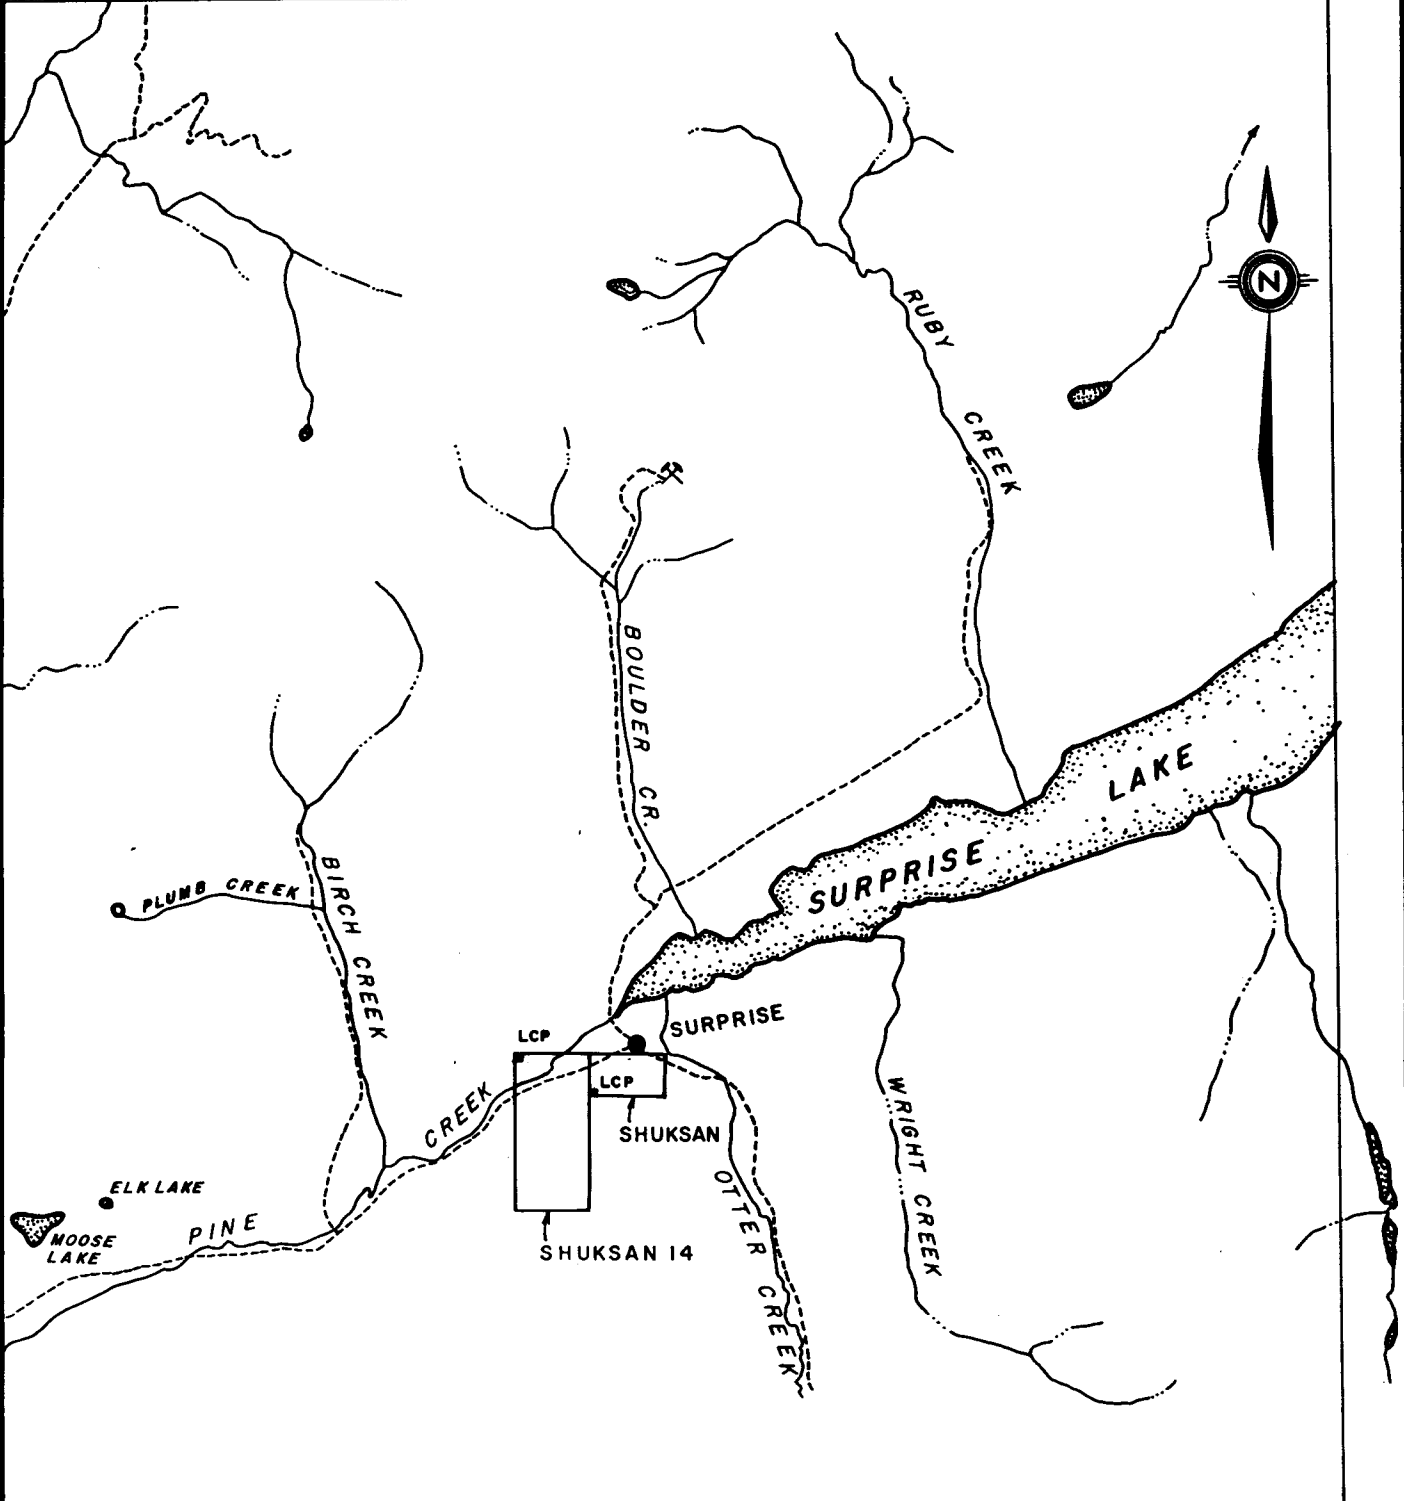 N
RUBY
CREEK
BOULDER CR.
LAKE
SURPRISE
BIRCH CREEK
PLUMB CREEK
SURPRISE
LCP
LCP
CREEK
SHUKSAN
WRIGHT CREEK
OTTER CREEK
ELK LAKE
PINE
MOOSE
LAKE
SHUKSAN 14